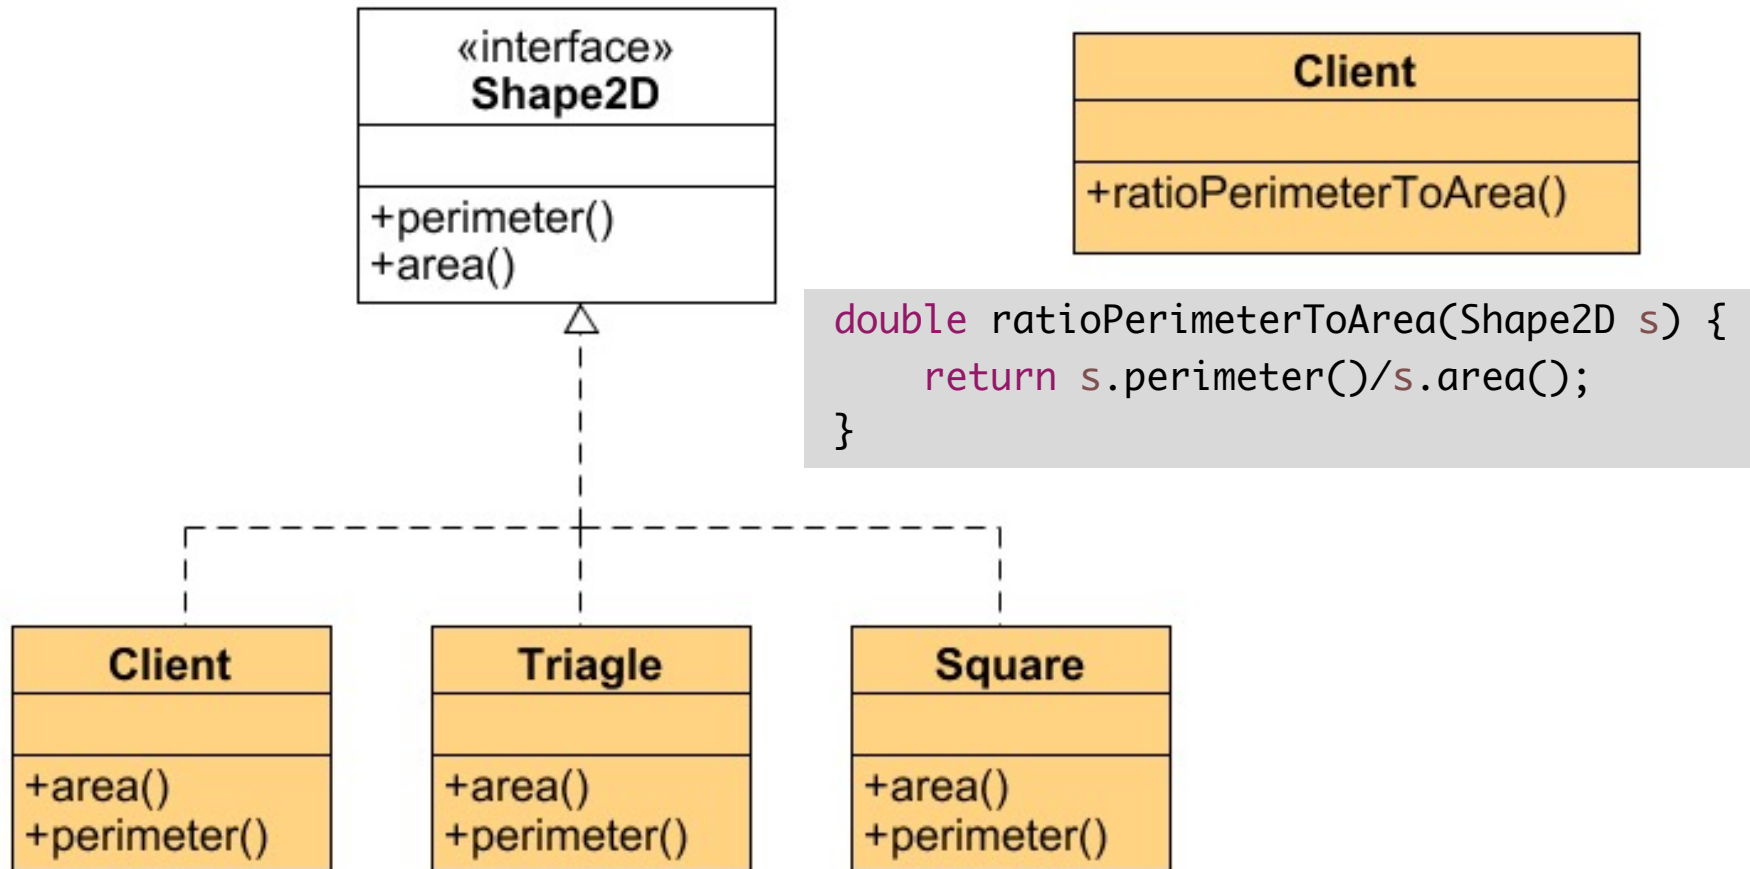 «interface»
Shape2D
+perimeter()
+area()
Client
+ratioPerimeterToArea()
double ratioPerimeterToArea(Shape2D s) {
    return s.perimeter()/s.area();
}
Client
+area()
+perimeter()
Triagle
+area()
+perimeter()
Square
+area()
+perimeter()